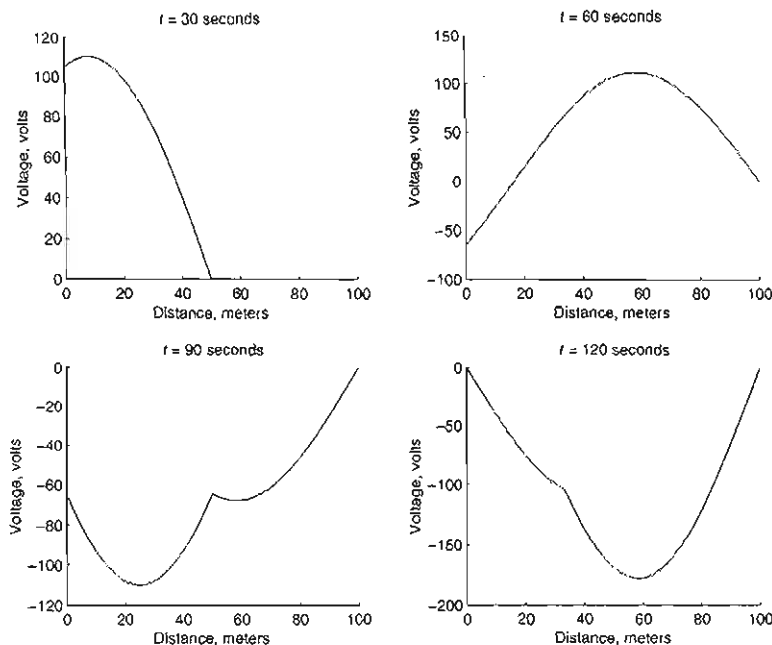 t = 30 seconds
120
100
80
60
40
20
0
Voltage, volts
0 20 40 60 80 100
Distance, meters
t = 60 seconds
150
100
50
0
−50
−100
Voltage, volts
0 20 40 60 80 100
Distance, meters
t = 90 seconds
0
−20
−40
−60
−80
−100
−120
Voltage, volts
0 20 40 60 80 100
Distance, meters
t = 120 seconds
0
−50
−100
−150
−200
Voltage, volts
0 20 40 60 80 100
Distance, meters